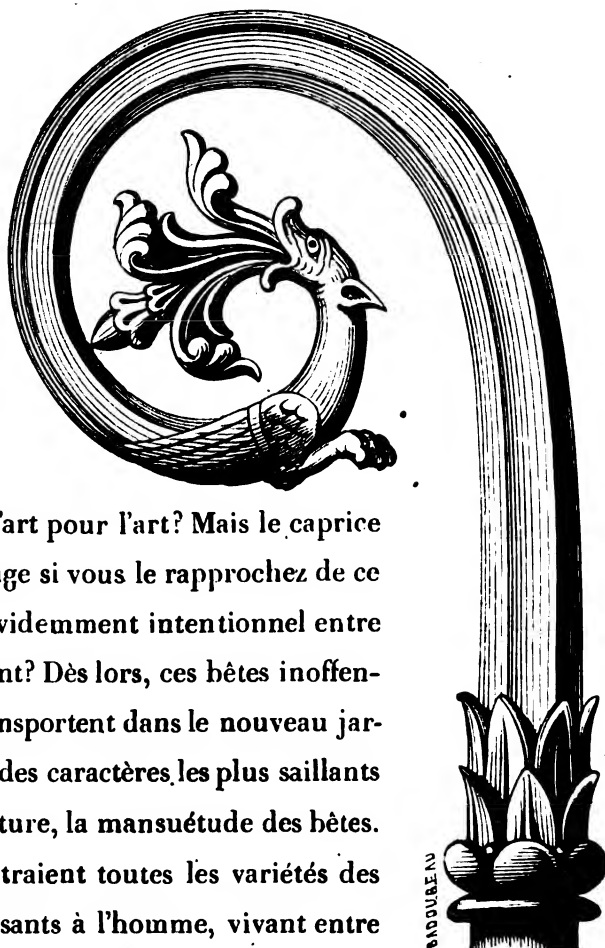 'art pour l'art? Mais le caprice
ge si vous le rapprochez de ce
videmment intentionnel entre
nt? Dès lors, ces bêtes inoffen-
nsportent dans le nouveau jar-
des caractères les plus saillants
ture, la mansuétude des bêtes.
traient toutes les variétés des
sants à l'homme, vivant entre
BADOUREAU